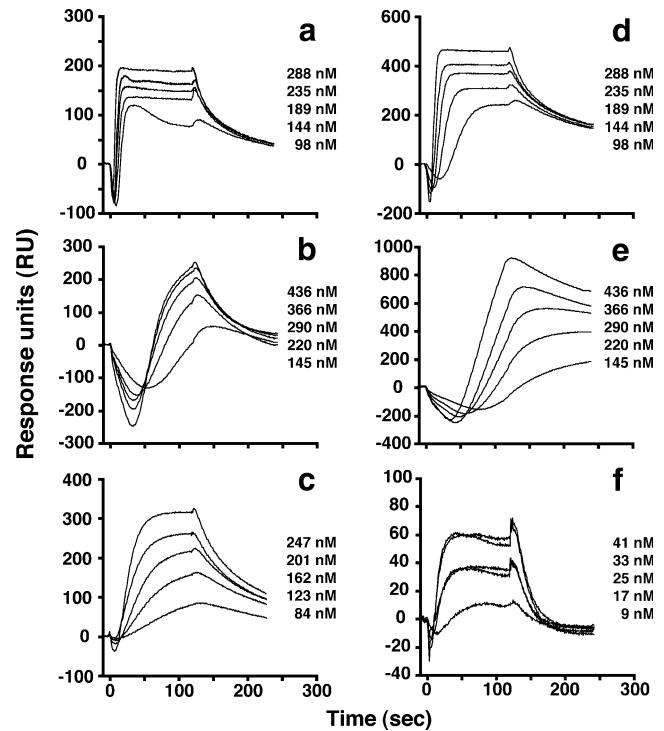 Response units (RU)
a
300
200
100
0
-100
288 nM
235 nM
189 nM
144 nM
98 nM
d
600
400
200
0
-200
288 nM
235 nM
189 nM
144 nM
98 nM
b
300
200
100
0
-100
-200
-300
436 nM
366 nM
290 nM
220 nM
145 nM
e
1000
800
600
400
200
0
-200
-400
436 nM
366 nM
290 nM
220 nM
145 nM
c
400
300
200
100
0
-100
247 nM
201 nM
162 nM
123 nM
84 nM
0 100 200 300
f
100
80
60
40
20
0
-20
-40
41 nM
33 nM
25 nM
17 nM
9 nM
0 100 200 300
Time (sec)